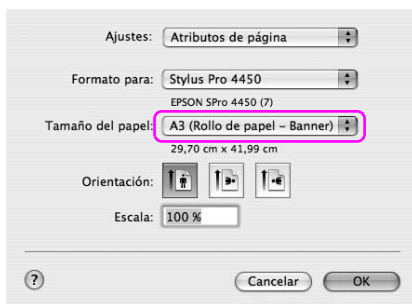 Ajustes: Atributos de página
Formato para: Stylus Pro 4450
EPSON SPro 4450 (7)
Tamaño del papel: A3 (Rollo de papel – Banner)
29,70 cm x 41,99 cm
Orientación:
Escala: 100 %
? Cancelar OK